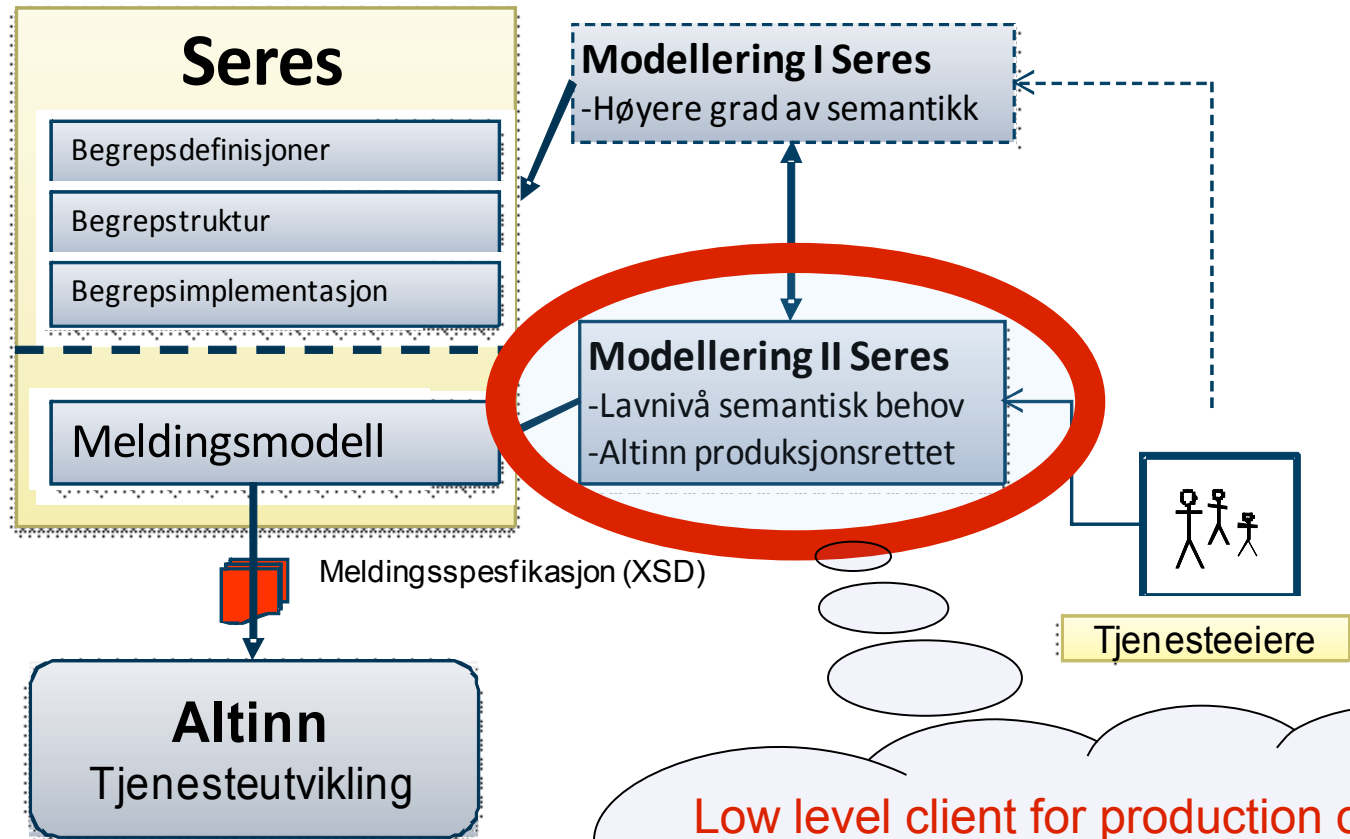 Seres
Begrepsdefinisjoner
Begrepstruktur
Begrepsimplementasjon
Meldingsmodell
Modellering I Seres
-Høyere grad av semantikk
Modellering II Seres
-Lavnivå semantisk behov
-Altinn produksjonsrettet
Meldingsspesfikasjon (XSD)
Tjenesteeiere
Altinn
Tjenesteutvikling
Low level client for production